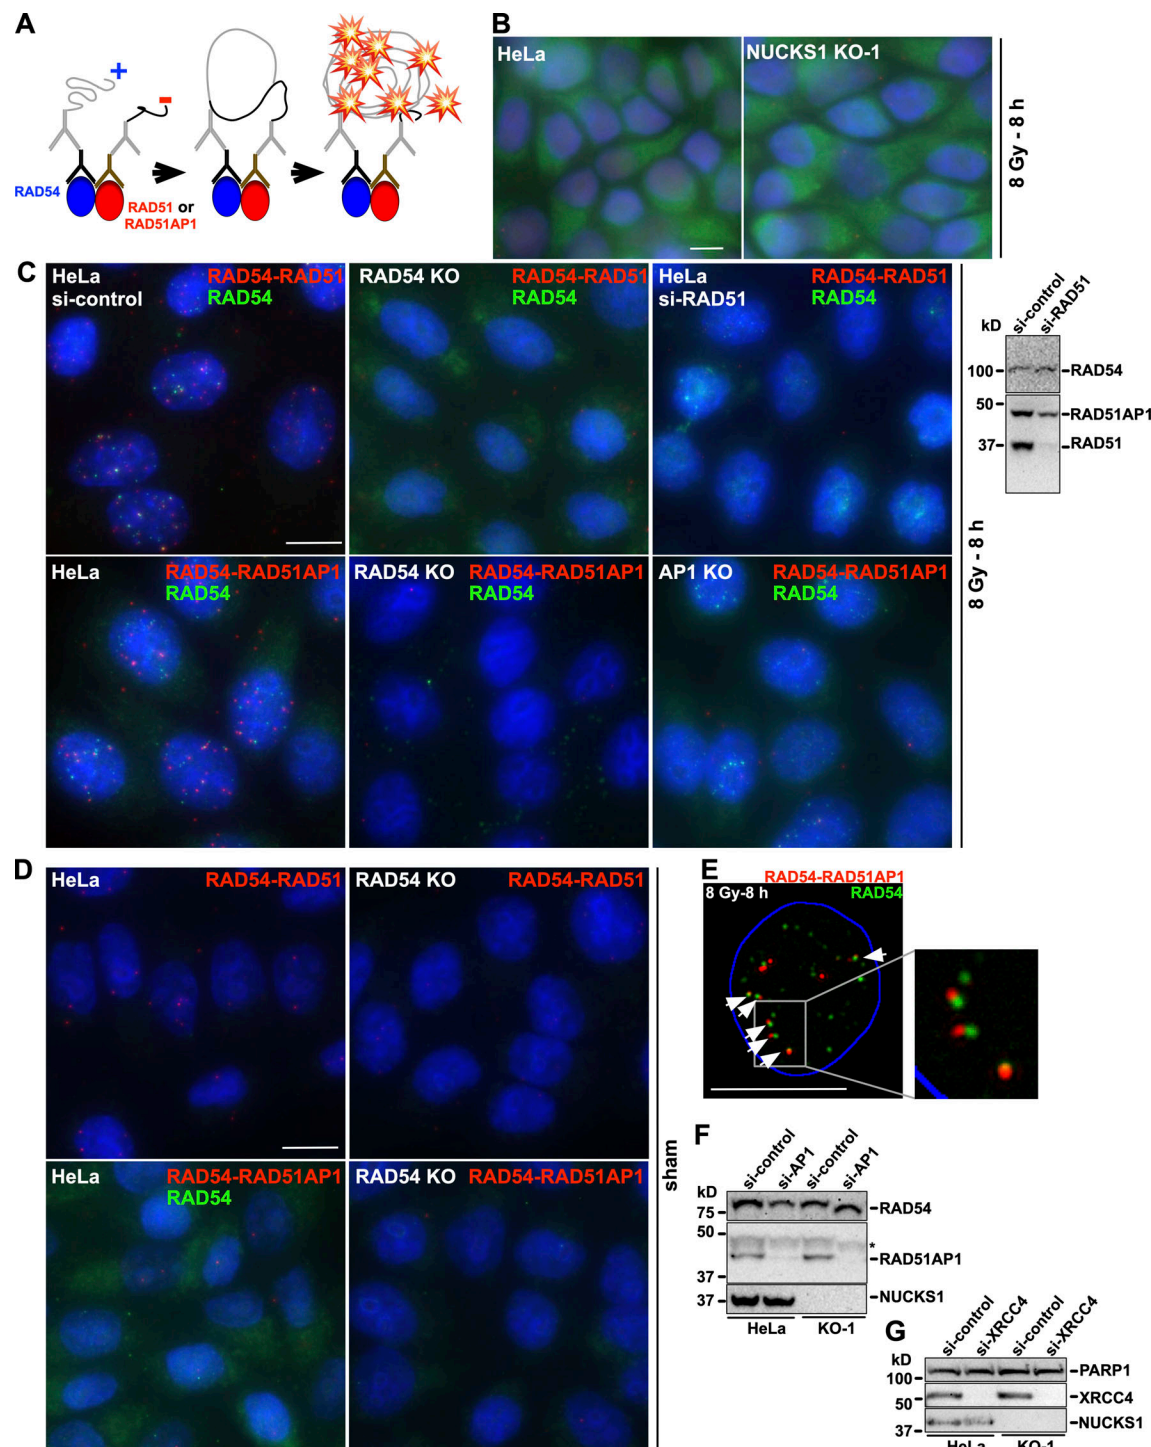 A
+
-
RAD54
RAD51 or
RAD51AP1
B
HeLa
NUCKS1 KO-1
8 Gy - 8 h
C
HeLa
si-control
RAD54-RAD51
RAD54
RAD54 KO
RAD54-RAD51
RAD54
HeLa
si-RAD51
RAD54-RAD51
RAD54
HeLa
RAD54-RAD51AP1
RAD54
RAD54 KO
RAD54-RAD51AP1
RAD54
AP1 KO
RAD54-RAD51AP1
RAD54
8 Gy - 8 h
si-control
si-RAD51
kD
100
RAD54
50
RAD51AP1
37
RAD51
D
HeLa
RAD54-RAD51
RAD54 KO
RAD54-RAD51
HeLa
RAD54-RAD51AP1
RAD54
RAD54 KO
RAD54-RAD51AP1
sham
E
RAD54-RAD51AP1
8 Gy-8 h
RAD54
F
si-control
si-AP1
si-control
si-AP1
kD
75
RAD54
50
*
RAD51AP1
37
37
NUCKS1
HeLa
KO-1
G
si-control
si-XRCC4
si-control
si-XRCC4
kD
100
PARP1
50
XRCC4
37
NUCKS1
HeLa
KO-1